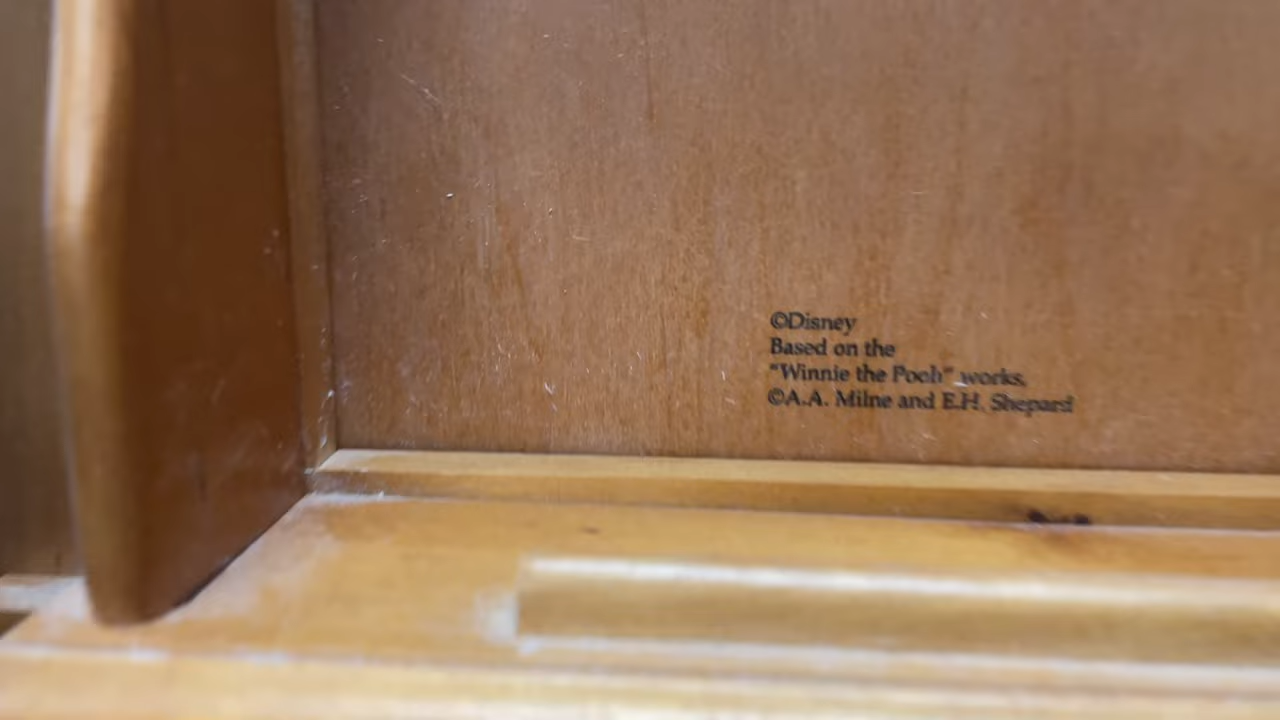 ©Disney
Based on the
"Winnie the Pooh" works,
©A.A. Milne and E.H. Shepard